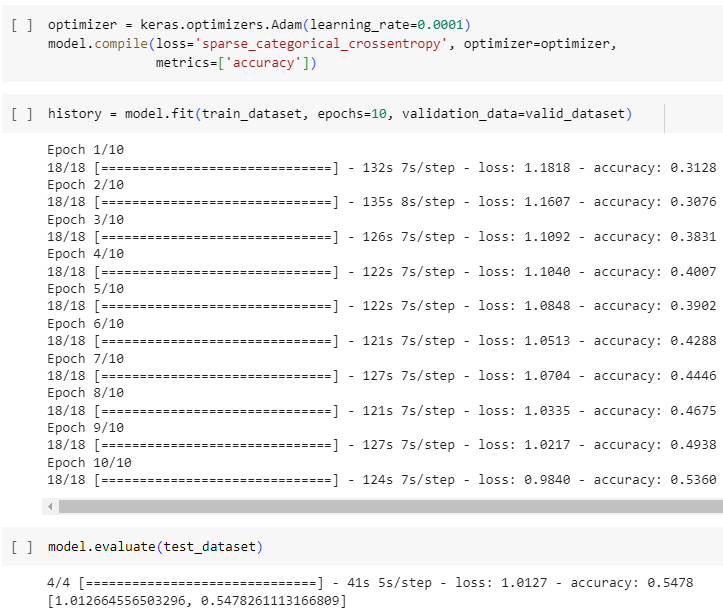 [ ] optimizer = keras.optimizers.Adam(learning_rate=0.0001)
model.compile(loss='sparse_categorical_crossentropy', optimizer=optimizer,
metrics=['accuracy'])
[ ] history = model.fit(train_dataset, epochs=10, validation_data=valid_dataset)
Epoch 1/10
18/18 [==============================] - 132s 7s/step - loss: 1.1818 - accuracy: 0.3128
Epoch 2/10
18/18 [==============================] - 135s 8s/step - loss: 1.1607 - accuracy: 0.3076
Epoch 3/10
18/18 [==============================] - 126s 7s/step - loss: 1.1092 - accuracy: 0.3831
Epoch 4/10
18/18 [==============================] - 122s 7s/step - loss: 1.1040 - accuracy: 0.4007
Epoch 5/10
18/18 [==============================] - 122s 7s/step - loss: 1.0848 - accuracy: 0.3902
Epoch 6/10
18/18 [==============================] - 121s 7s/step - loss: 1.0513 - accuracy: 0.4288
Epoch 7/10
18/18 [==============================] - 127s 7s/step - loss: 1.0704 - accuracy: 0.4446
Epoch 8/10
18/18 [==============================] - 121s 7s/step - loss: 1.0335 - accuracy: 0.4675
Epoch 9/10
18/18 [==============================] - 127s 7s/step - loss: 1.0217 - accuracy: 0.4938
Epoch 10/10
18/18 [==============================] - 124s 7s/step - loss: 0.9840 - accuracy: 0.5360
[ ] model.evaluate(test_dataset)
4/4 [==============================] - 41s 5s/step - loss: 1.0127 - accuracy: 0.5478
[1.012664556503296, 0.5478261113166809]